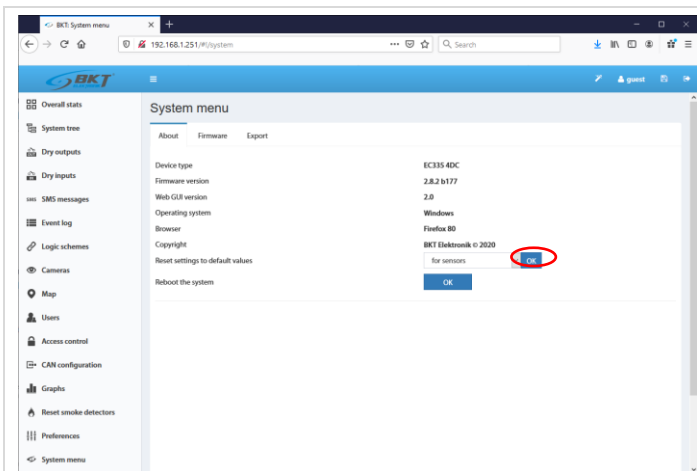 BKT: System menu
192.168.1.251/#!/system
Search
BKT
guest
Overall stats
System tree
Dry outputs
Dry inputs
SMS SMS messages
Event log
Logic schemes
Cameras
Map
Users
Access control
CAN configuration
Graphs
Reset smoke detectors
Preferences
System menu
System menu
About Firmware Export
Device type EC335 4DC
Firmware version 2.8.2 b177
Web GUI version 2.0
Operating system Windows
Browser Firefox 80
Copyright BKT Elektronik © 2020
Reset settings to default values for sensors OK
Reboot the system OK